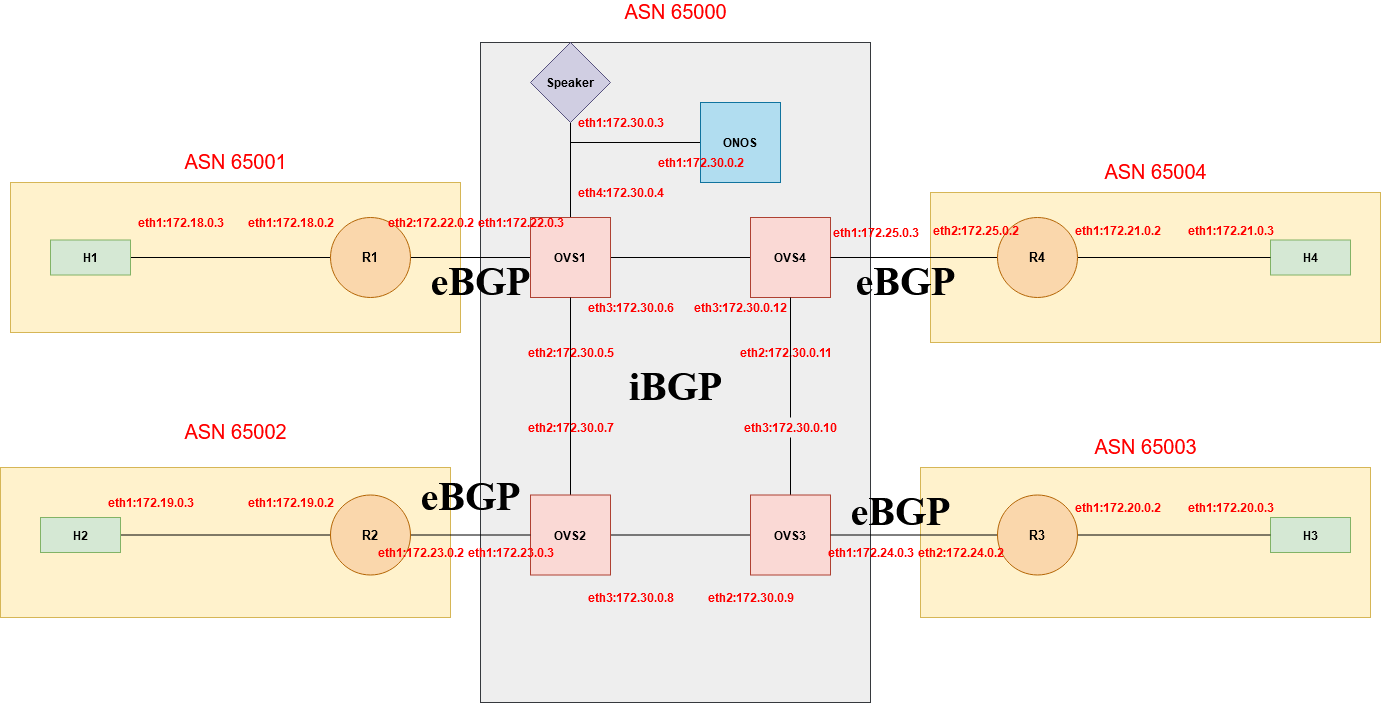 ASN 65000
Speaker
eth1:172.30.0.3
ONOS
eth1:172.30.0.2
eth4:172.30.0.4
ASN 65001
eth1:172.18.0.3
eth1:172.18.0.2
eth2:172.22.0.2
eth1:172.22.0.3
H1
R1
eBGP
OVS1
OVS4
eth3:172.30.0.6
eth3:172.30.0.12
ASN 65004
eth1:172.25.0.3
eth2:172.25.0.2
eth1:172.21.0.2
eth1:172.21.0.3
eBGP
R4
H4
eth2:172.30.0.5
eth2:172.30.0.11
iBGP
eth2:172.30.0.7
eth3:172.30.0.10
ASN 65002
eth1:172.19.0.3
eth1:172.19.0.2
eBGP
H2
R2
eth1:172.23.0.2
eth1:172.23.0.3
OVS2
OVS3
eth3:172.30.0.8
eth2:172.30.0.9
ASN 65003
eBGP
eth1:172.20.0.2
eth1:172.20.0.3
R3
H3
eth1:172.24.0.3
eth2:172.24.0.2